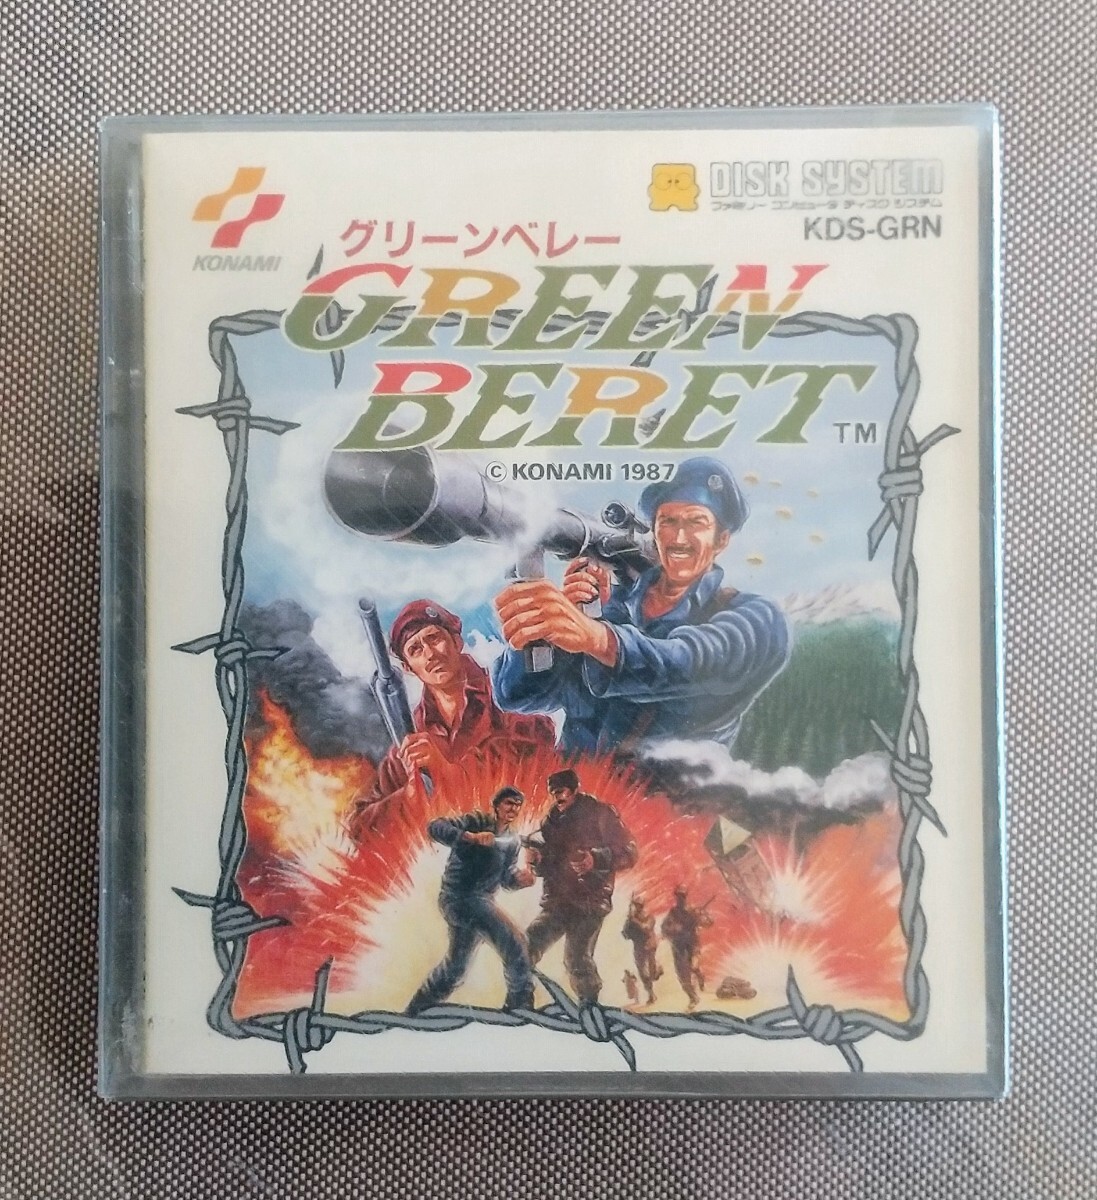 KONAMI
DISK SYSTEM
ファミリー コンピュータ ディスク システム
KDS-GRN
グリーンベレー
GREEN
BERET TM
© KONAMI 1987